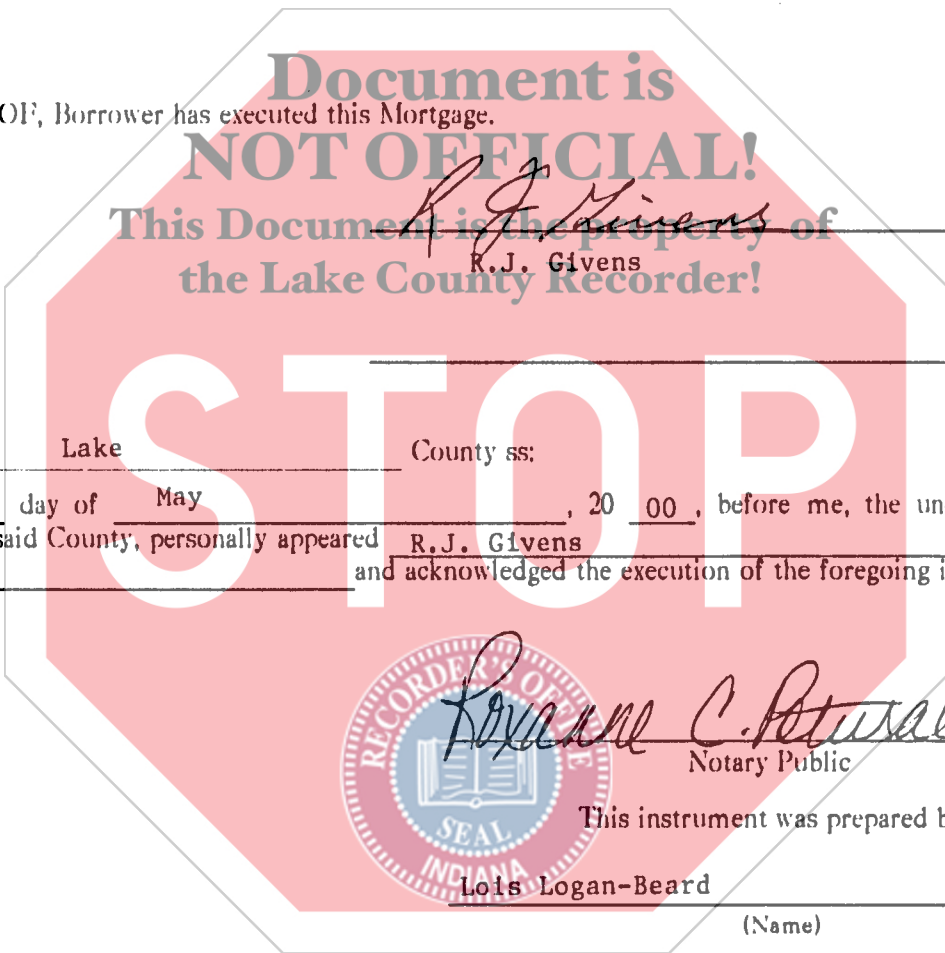 Document is
OF, Borrower has executed this Mortgage.
NOT OFFICIAL!
This Document is the property of
R J. Givens
the Lake County Recorder!
R.J. Givens
STOP
Lake County ss:
day of May , 20 00 , before me, the un
said County, personally appeared R.J. Givens
and acknowledged the execution of the foregoing i
RECORDER'S OFFICE
SEAL
INDIANA
Roxanne C.
Notary Public
This instrument was prepared b
Lois Logan-Beard
(Name)